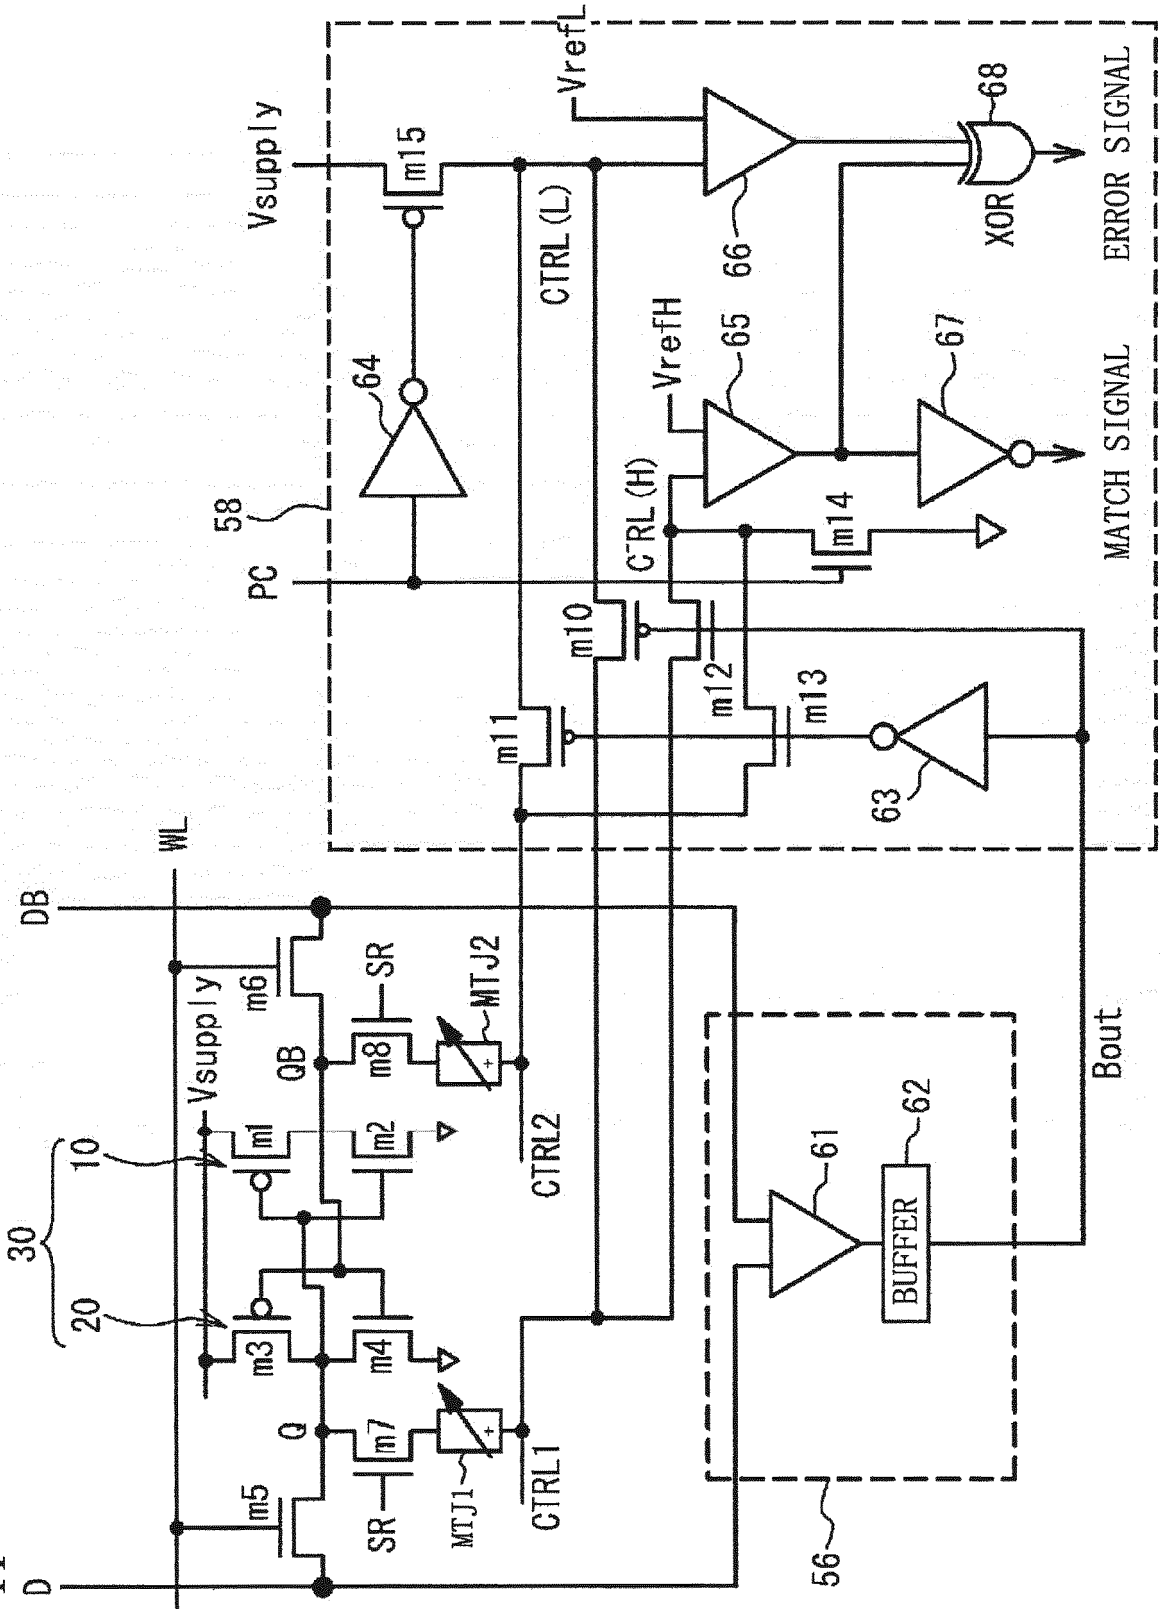 D
DB
WL
30
20
10
Vsupply
m5
m6
m3
m1
Q
QB
m4
m2
SR
m7
m8
SR
MTJ1
MTJ2
CTRL1
CTRL2
56
61
BUFFER
62
Bout
58
PC
Vsupply
64
m15
m11
m10
CTRL(L)
CTRL(H)
VrefH
VrefL
m12
m13
m14
63
65
66
67
68
XOR
MATCH SIGNAL
ERROR SIGNAL